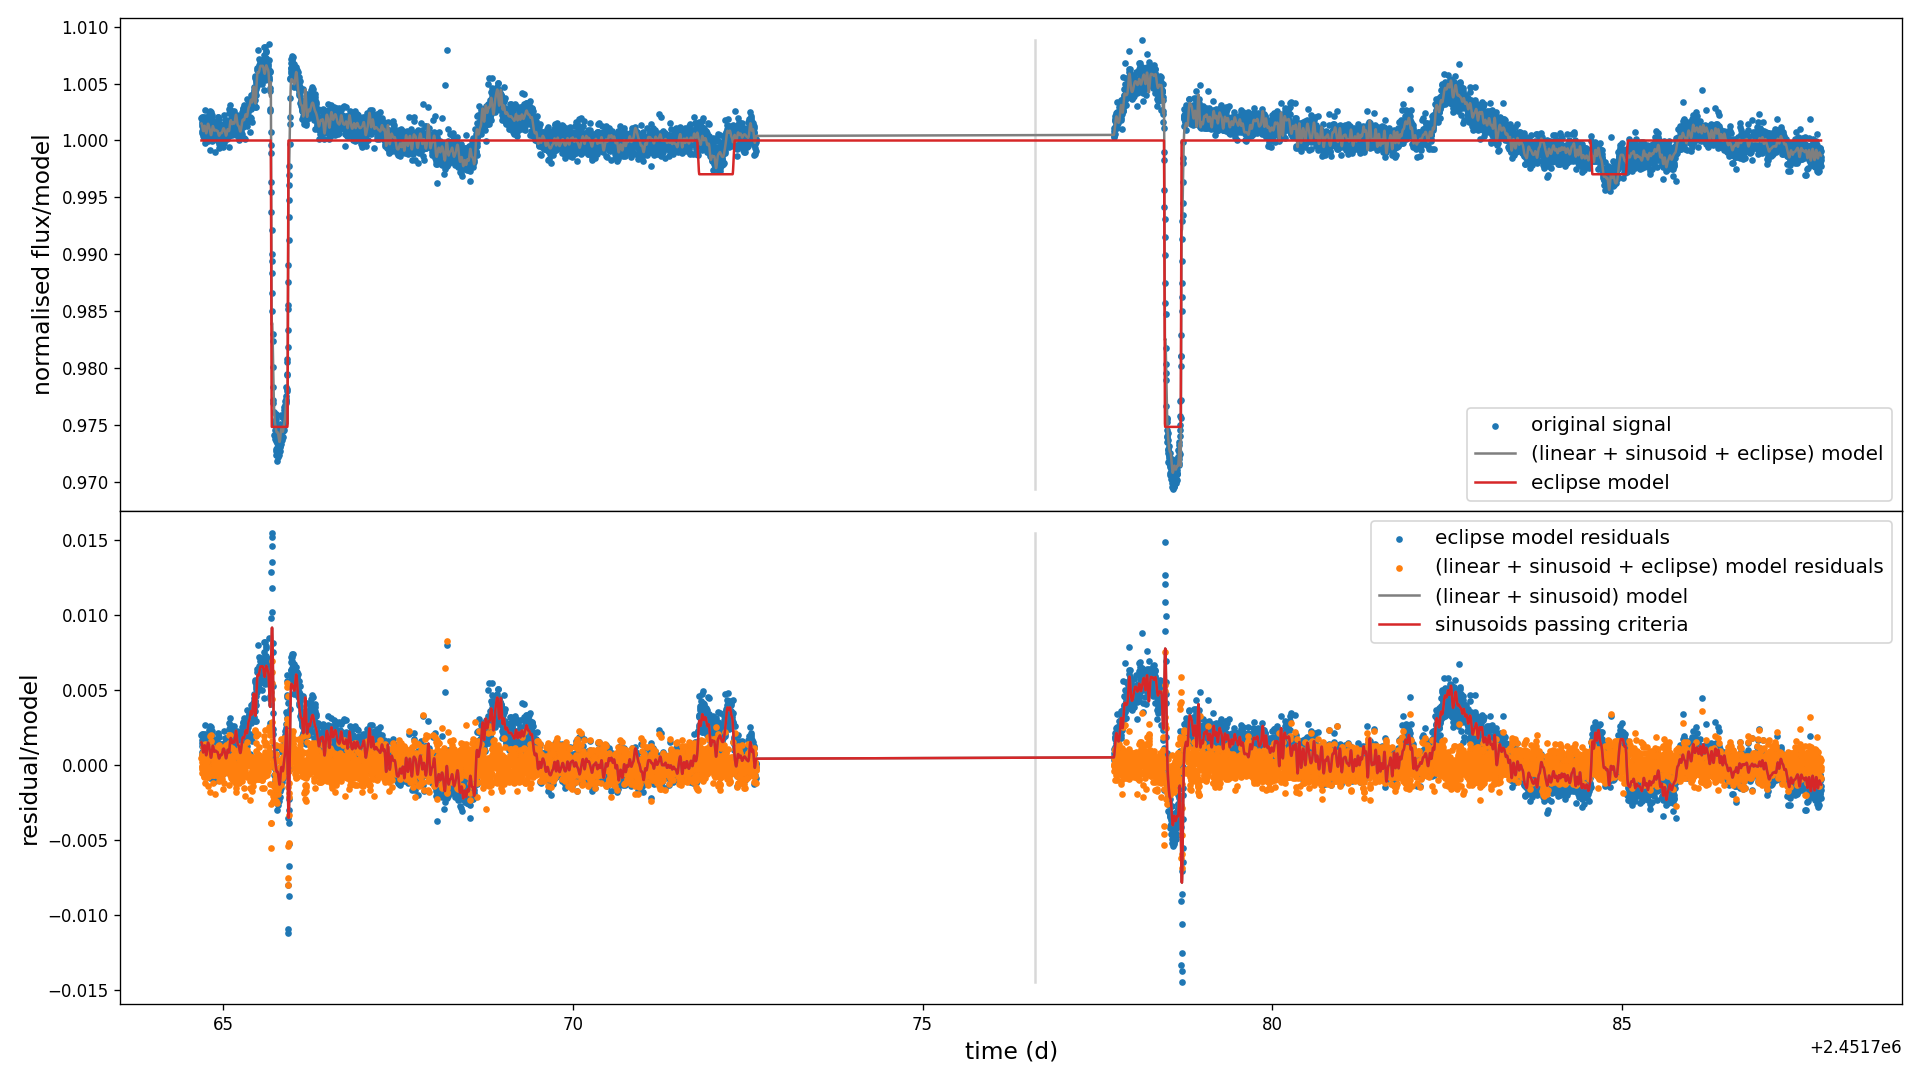 1.010
1.005
1.000
0.995
0.990
0.985
0.980
0.975
0.970
normalised flux/model
original signal
(linear + sinusoid + eclipse) model
eclipse model
0.015
0.010
0.005
0.000
−0.005
−0.010
−0.015
residual/model
eclipse model residuals
(linear + sinusoid + eclipse) model residuals
(linear + sinusoid) model
sinusoids passing criteria
65
70
75
80
85
time (d)
+2.4517e6